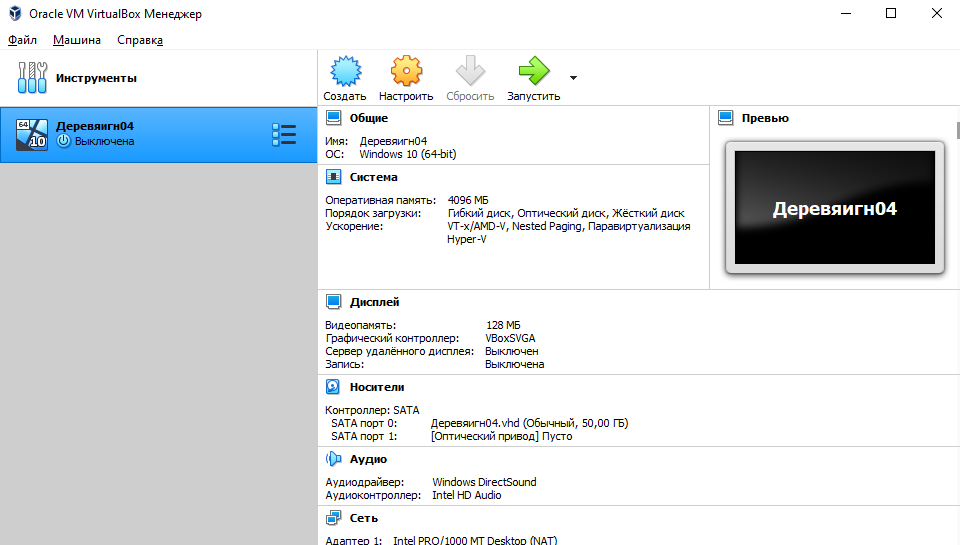 Oracle VM VirtualBox Менеджер
Файл Машина Справка
Инструменты
64
10
Деревяигн04
Выключена
Создать Настроить Сбросить Запустить
Общие
Имя: Деревяигн04
ОС: Windows 10 (64-bit)
Система
Оперативная память: 4096 МБ
Порядок загрузки: Гибкий диск, Оптический диск, Жёсткий диск
Ускорение: VT-x/AMD-V, Nested Paging, Паравиртуализация
Hyper-V
Превью
Деревяигн04
Дисплей
Видеопамять: 128 МБ
Графический контроллер: VBoxSVGA
Сервер удалённого дисплея: Выключен
Запись: Выключена
Носители
Контроллер: SATA
SATA порт 0: Деревяигн04.vhd (Обычный, 50,00 ГБ)
SATA порт 1: [Оптический привод] Пусто
Аудио
Аудиодрайвер: Windows DirectSound
Аудиоконтроллер: Intel HD Audio
Сеть
Адаптер 1: Intel PRO/1000 MT Desktop (NAT)